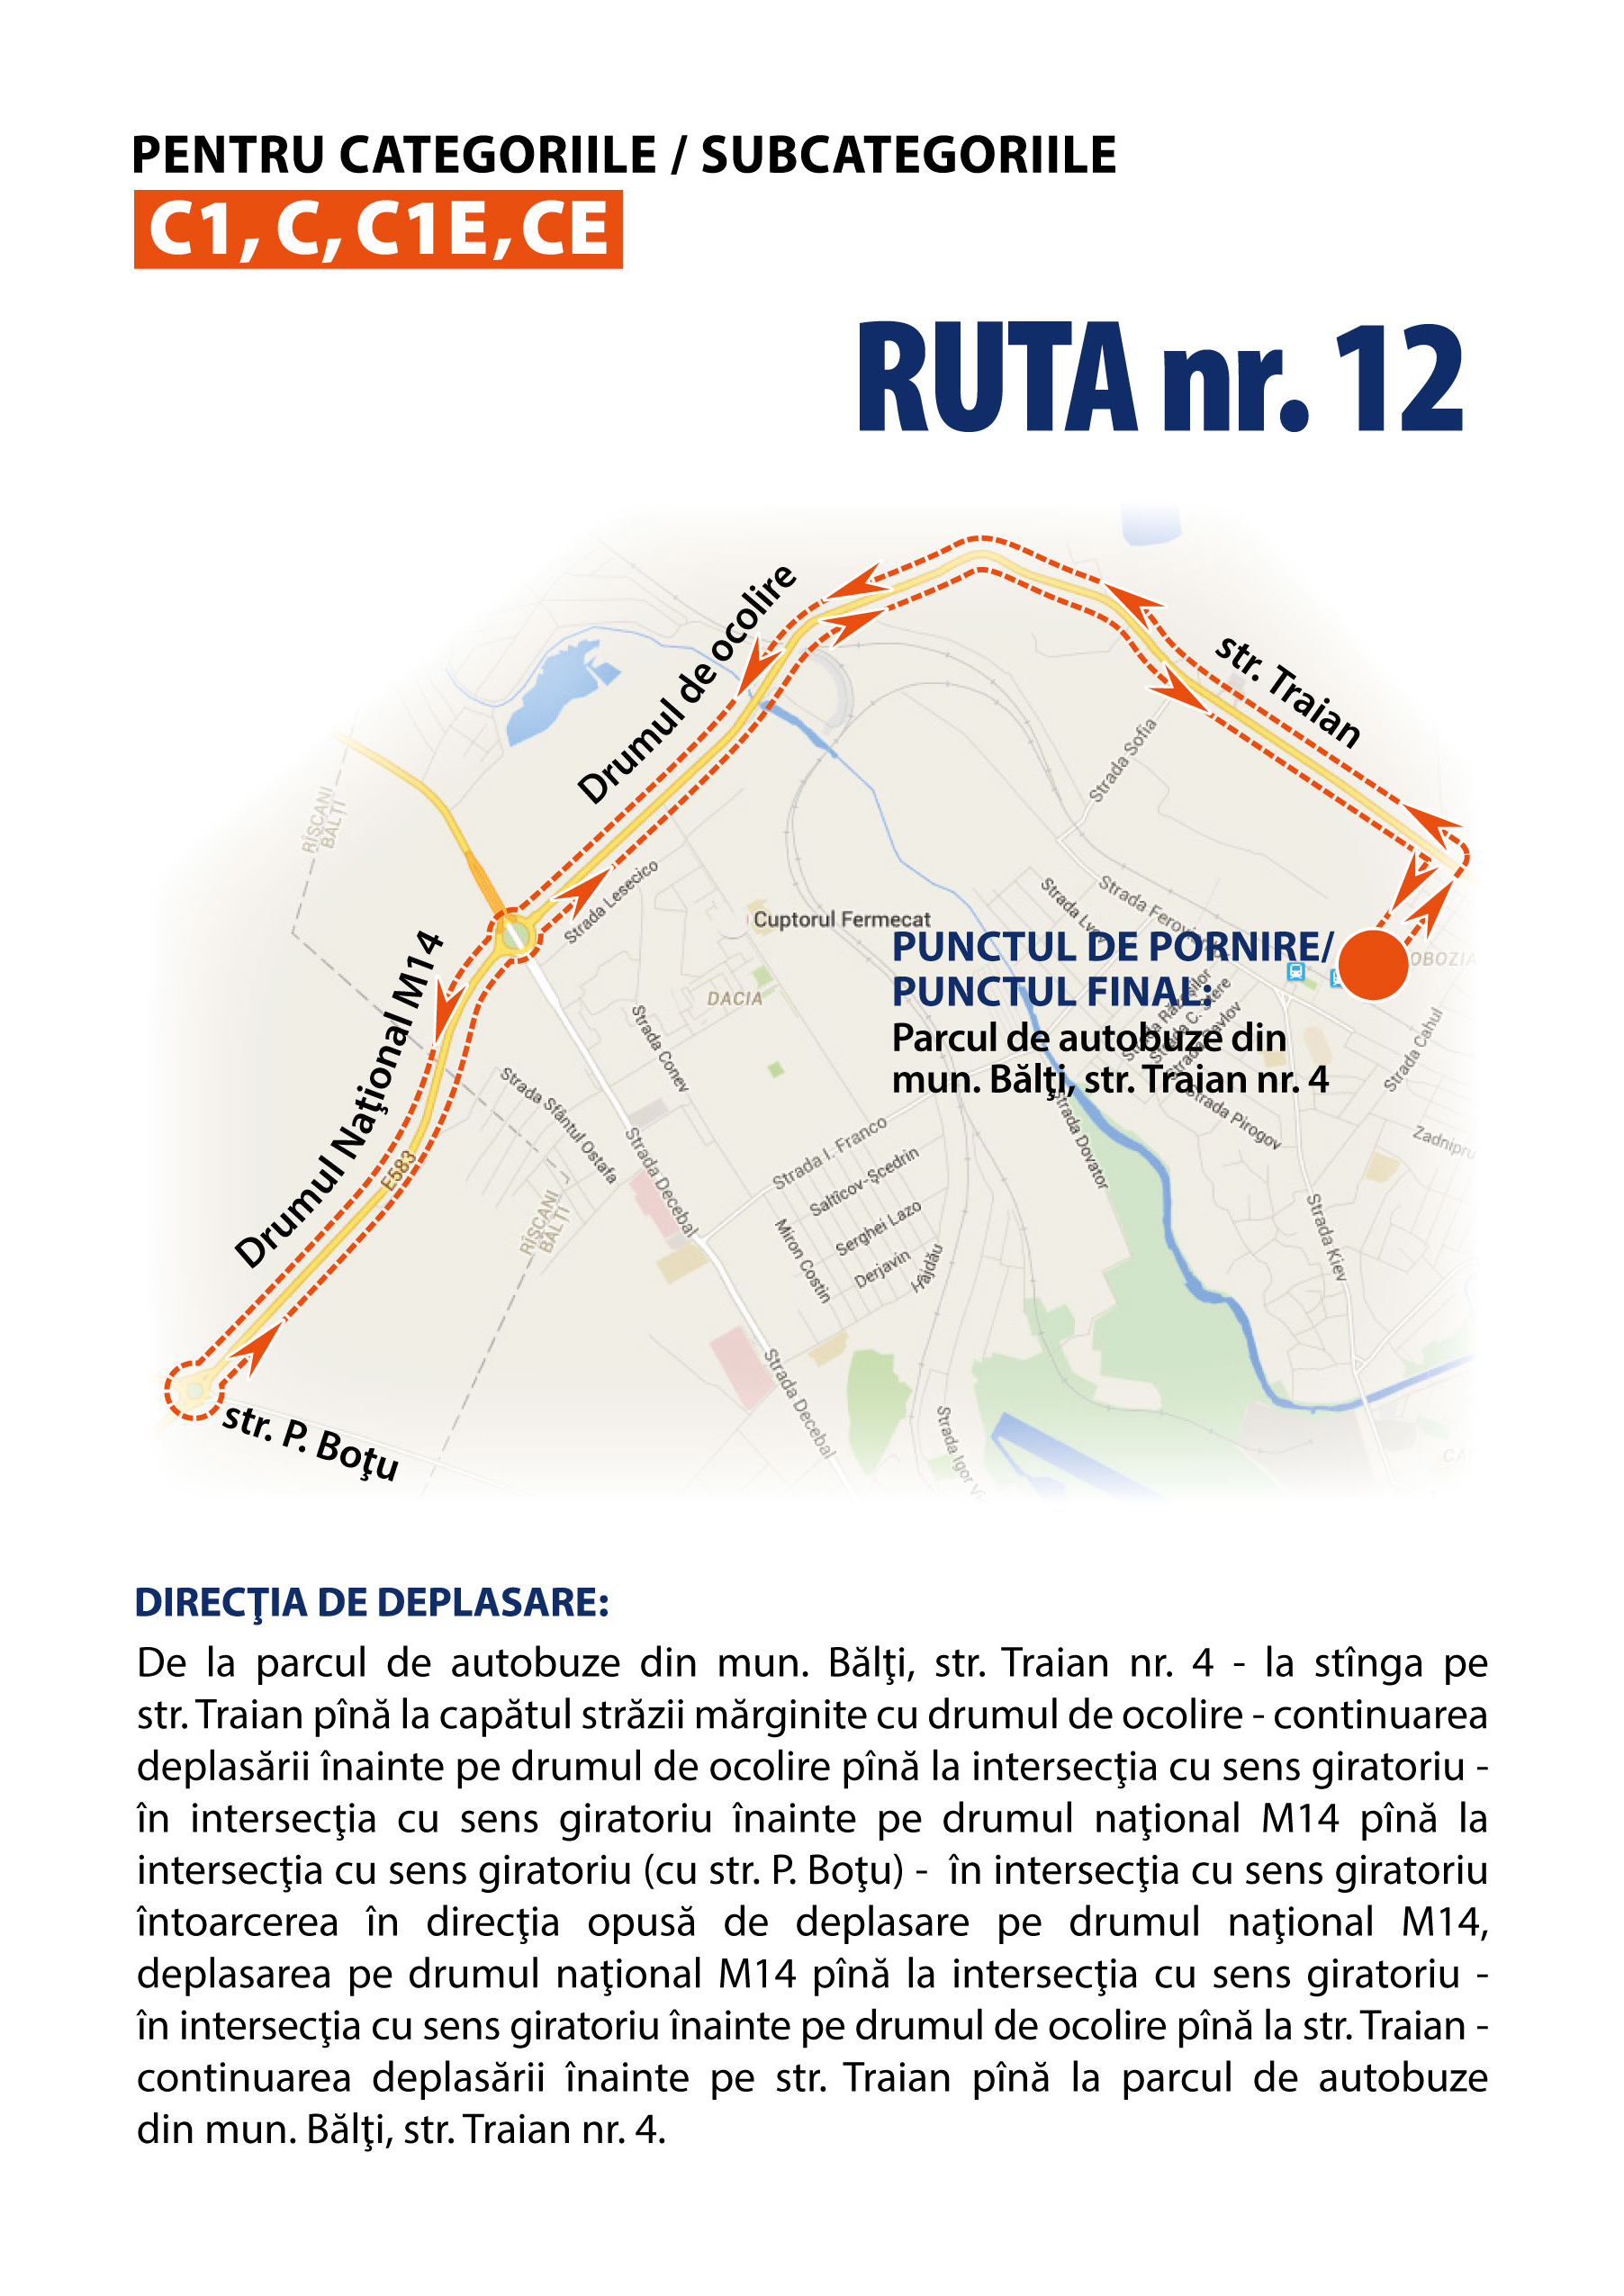 PENTRU CATEGORIILE / SUBCATEGORIILE
C1, C, C1E, CE
RUTA nr. 12
Drumul de ocolire
str. Traian
Strada Sofia
RÎŞCANI
BĂLŢI
Strada Lesecico
Cuptorul Fermecat
Strada Lvov
Strada
PUNCTUL DE PORNIRE/
PUNCTUL FINAL:
Parcul de autobuze din
mun. Bălţi, str. Traian nr. 4
OBOZIA
DACIA
Drumul Naţional M14
E583
Strada Conev
Strada C. Stere
Strada Cahul
Strada Sfântul Ostafa
Strada Decebal
Strada I. Franco
Strada Dovator
Strada Pirogov
Zadnipru
Saltîcov-Şcedrin
RÎŞCANI
BĂLŢI
Miron Costin
Serghei Lazo
Derjavin
Hajdău
Strada Kiev
Strada Decebal
Strada Igor Vi
str. P. Boţu
DIRECŢIA DE DEPLASARE:
De la parcul de autobuze din mun. Bălţi, str. Traian nr. 4 - la stînga pe
str. Traian pînă la capătul străzii mărginite cu drumul de ocolire - continuarea
deplasării înainte pe drumul de ocolire pînă la intersecţia cu sens giratoriu -
în intersecţia cu sens giratoriu înainte pe drumul naţional M14 pînă la
intersecţia cu sens giratoriu (cu str. P. Boţu) - în intersecţia cu sens giratoriu
întoarcerea în direcţia opusă de deplasare pe drumul naţional M14,
deplasarea pe drumul naţional M14 pînă la intersecţia cu sens giratoriu -
în intersecţia cu sens giratoriu înainte pe drumul de ocolire pînă la str. Traian -
continuarea deplasării înainte pe str. Traian pînă la parcul de autobuze
din mun. Bălţi, str. Traian nr. 4.